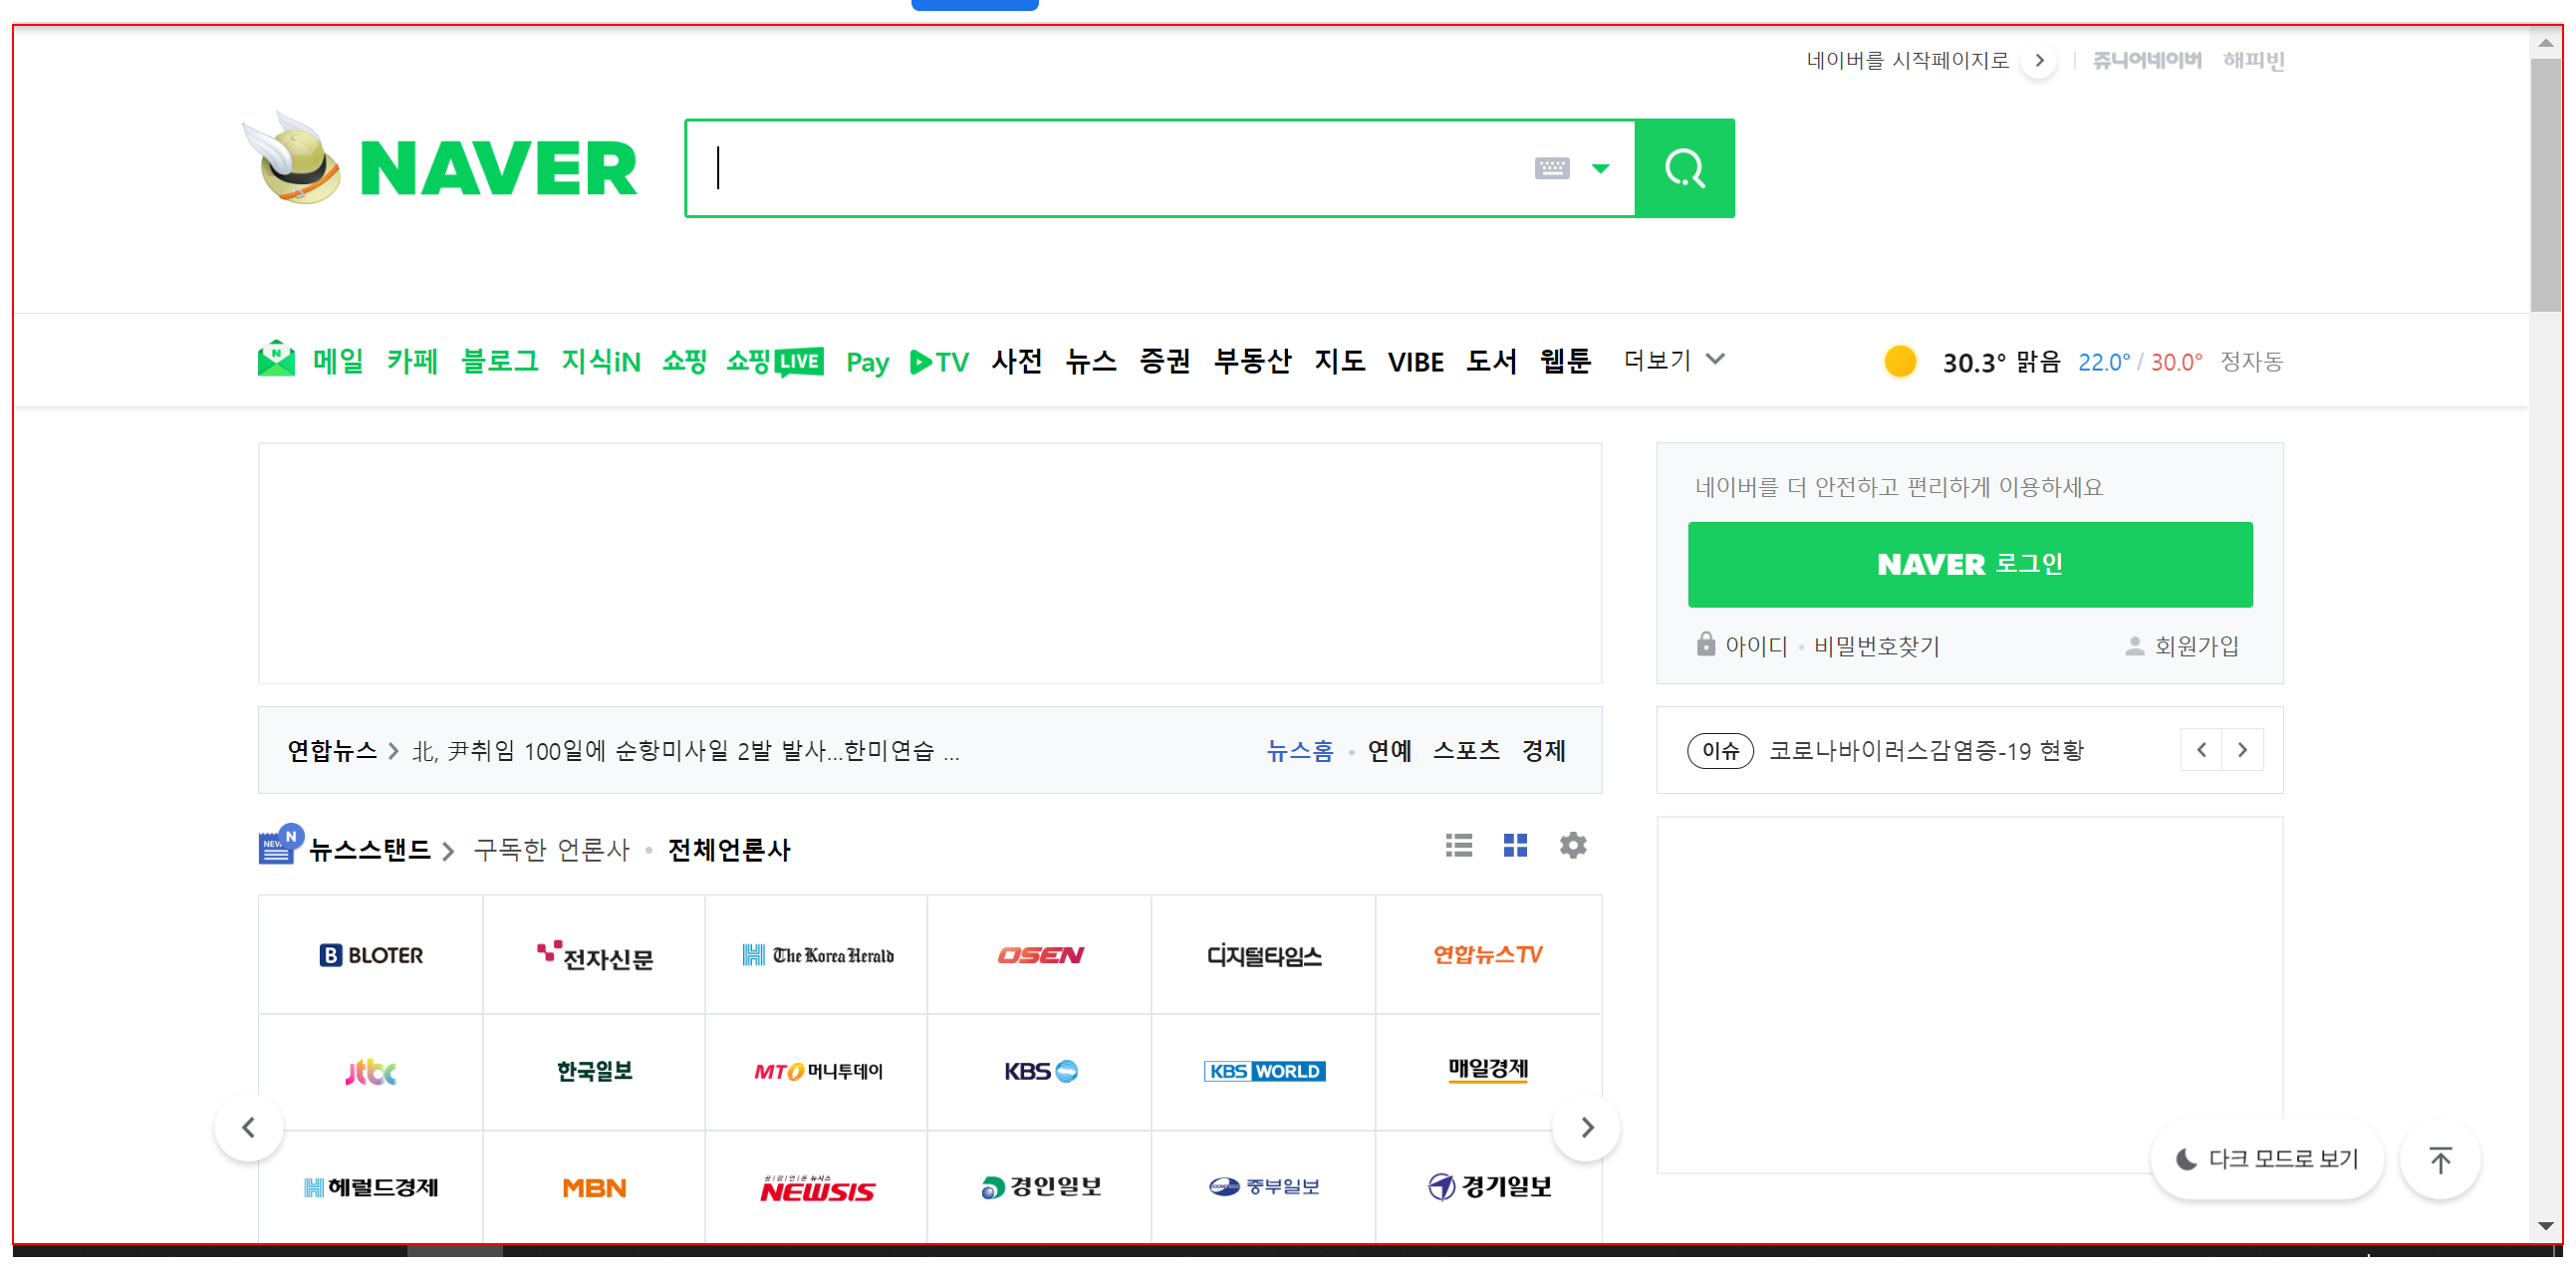 네이버를 시작페이지로 쥬니어네이버 해피빈
NAVER
메일 카페 블로그 지식iN 쇼핑 쇼핑LIVE Pay TV 사전 뉴스 증권 부동산 지도 VIBE 도서 웹툰 더보기 30.3° 맑음 22.0° / 30.0° 정자동
네이버를 더 안전하고 편리하게 이용하세요
NAVER 로그인
아이디 • 비밀번호찾기 회원가입
연합뉴스 > 北, 尹취임 100일에 순항미사일 2발 발사...한미연습 ... 뉴스홈 • 연예 스포츠 경제
이슈 코로나바이러스감염증-19 현황
NEWS N 뉴스스탠드 > 구독한 언론사 • 전체언론사
B BLOTER 전자신문 The Korea Herald OSEN 디지털타임스 연합뉴스TV
jtbc 한국일보 MTO 머니투데이 KBS KBS WORLD 매일경제
헤럴드경제 MBN 공|감|언|론 뉴시스 NEWSIS 경인일보 중부일보 경기일보
다크 모드로 보기